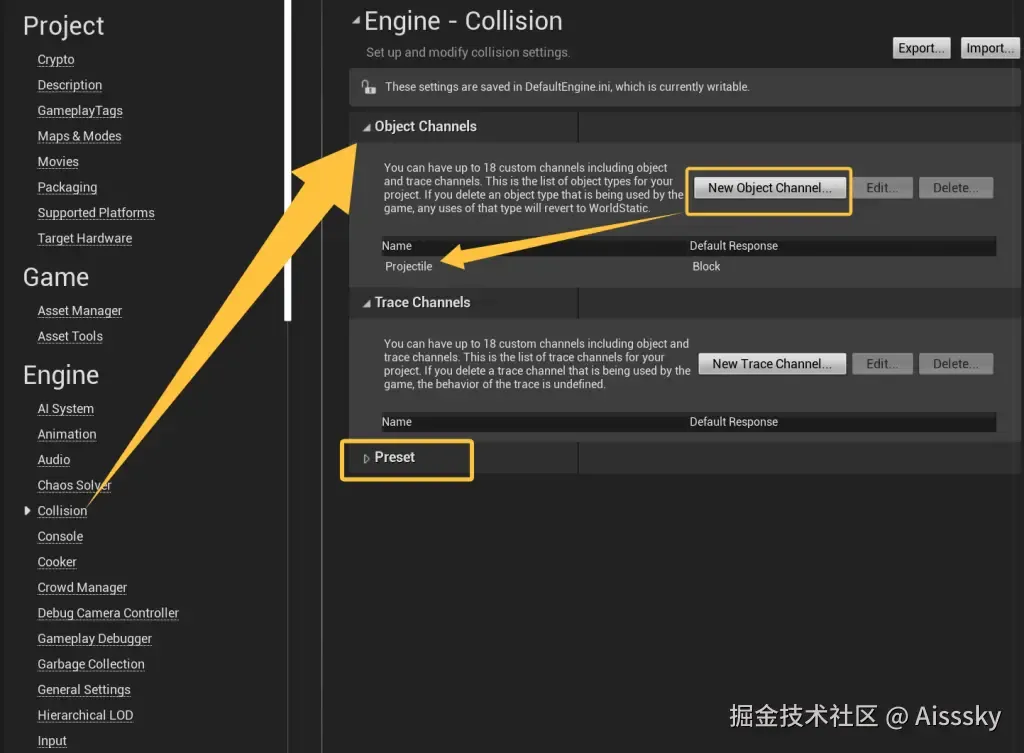 Project
Crypto
Description
GameplayTags
Maps & Modes
Movies
Packaging
Supported Platforms
Target Hardware
Game
Asset Manager
Asset Tools
Engine
AI System
Animation
Audio
Chaos Solver
Collision
Console
Cooker
Crowd Manager
Debug Camera Controller
Gameplay Debugger
Garbage Collection
General Settings
Hierarchical LOD
Input
Engine - Collision
Set up and modify collision settings.
Export... Import...
These settings are saved in DefaultEngine.ini, which is currently writable.
Object Channels
You can have up to 18 custom channels including object
and trace channels. This is the list of object types for your
project. If you delete an object type that is being used by the
game, any uses of that type will revert to WorldStatic.
New Object Channel... Edit... Delete...
Name Default Response
Projectile Block
Trace Channels
You can have up to 18 custom channels including object and
trace channels. This is the list of trace channels for your
project. If you delete a trace channel that is being used by the
game, the behavior of the trace is undefined.
New Trace Channel... Edit... Delete...
Name Default Response
Preset
掘金技术社区 @ Aisssky